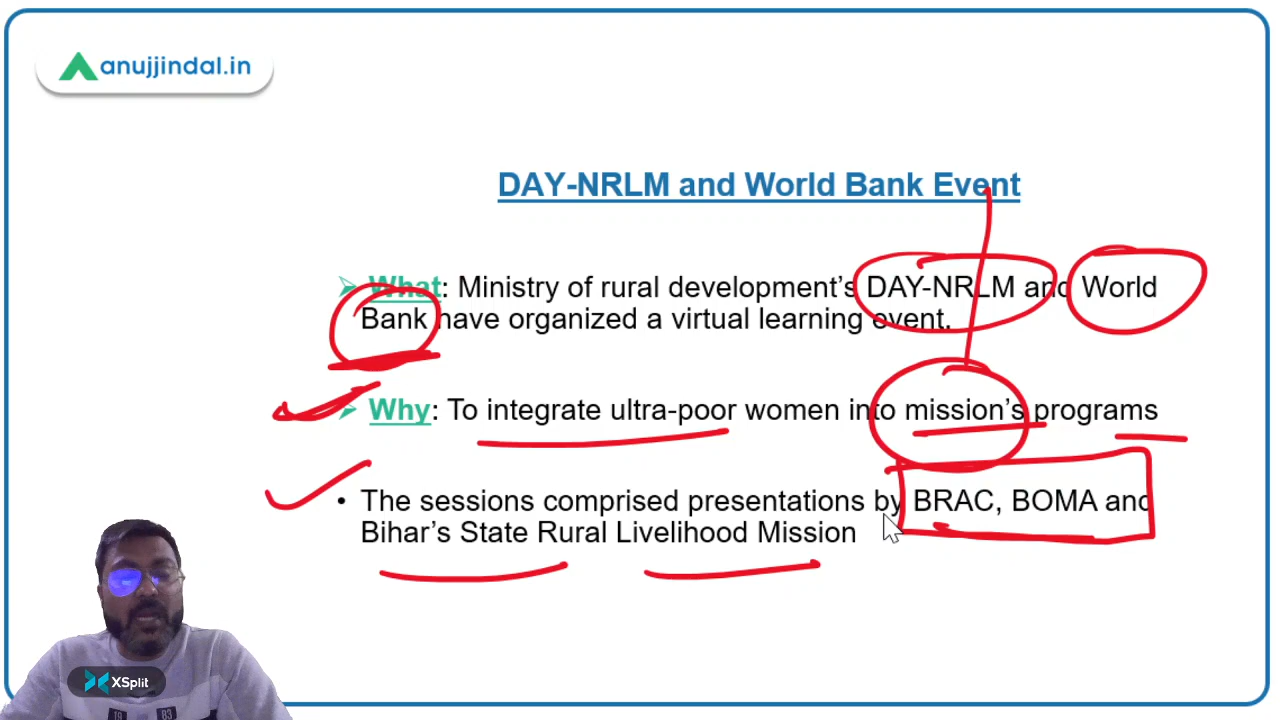 anujjindal.in
DAY-NRLM and World Bank Event
➢ What: Ministry of rural development's DAY-NRLM and World
Bank have organized a virtual learning event.
➢ Why: To integrate ultra-poor women into mission's programs
• The sessions comprised presentations by BRAC, BOMA and
Bihar's State Rural Livelihood Mission
XSplit
19 83